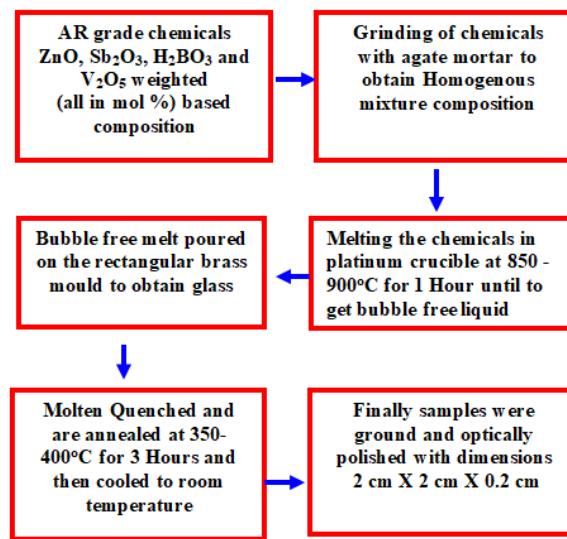 AR grade chemicals
ZnO, Sb₂O₃, H₂BO₃ and
V₂O₅ weighted
(all in mol %) based
composition
Grinding of chemicals
with agate mortar to
obtain Homogenous
mixture composition
Melting the chemicals in
platinum crucible at 850 -
900°C for 1 Hour until to
get bubble free liquid
Bubble free melt poured
on the rectangular brass
mould to obtain glass
Molten Quenched and
are annealed at 350-
400°C for 3 Hours and
then cooled to room
temperature
Finally samples were
ground and optically
polished with dimensions
2 cm X 2 cm X 0.2 cm